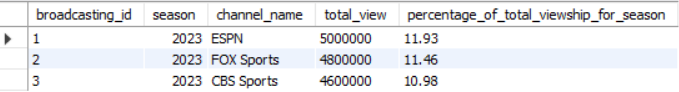 broadcasting_id season channel_name total_view percentage_of_total_viewship_for_season
1 2023 ESPN 5000000 11.93
2 2023 FOX Sports 4800000 11.46
3 2023 CBS Sports 4600000 10.98